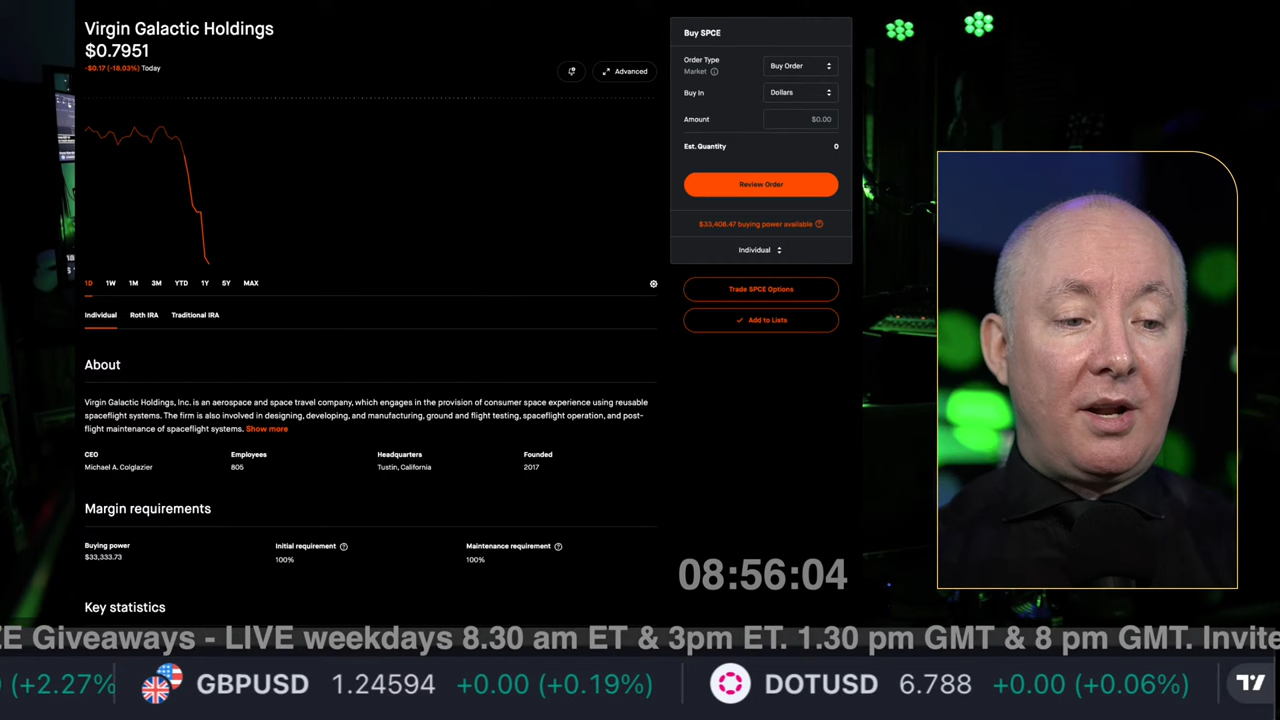 Virgin Galactic Holdings
$0.7951
-$0.17 (-18.03%) Today
Advanced
1D 1W 1M 3M YTD 1Y 5Y MAX
Individual Roth IRA Traditional IRA
About
Virgin Galactic Holdings, Inc. is an aerospace and space travel company, which engages in the provision of consumer space experience using reusable
spaceflight systems. The firm is also involved in designing, developing, and manufacturing, ground and flight testing, spaceflight operation, and post-
flight maintenance of spaceflight systems. Show more
CEO Employees Headquarters Founded
Michael A. Colglazier 805 Tustin, California 2017
Margin requirements
Buying power Initial requirement Maintenance requirement
$33,333.73 100% 100%
Key statistics
Buy SPCE
Order Type
Market
Buy Order
Buy In Dollars
Amount $0.00
Est. Quantity 0
Review Order
$33,408.47 buying power available
Individual
Trade SPCE Options
Add to Lists
08:56:04
EE Giveaways - LIVE weekdays 8.30 am ET & 3pm ET. 1.30 pm GMT & 8 pm GMT. Invite
(+2.27% GBPUSD 1.24594 +0.00 (+0.19%) DOTUSD 6.788 +0.00 (+0.06%)